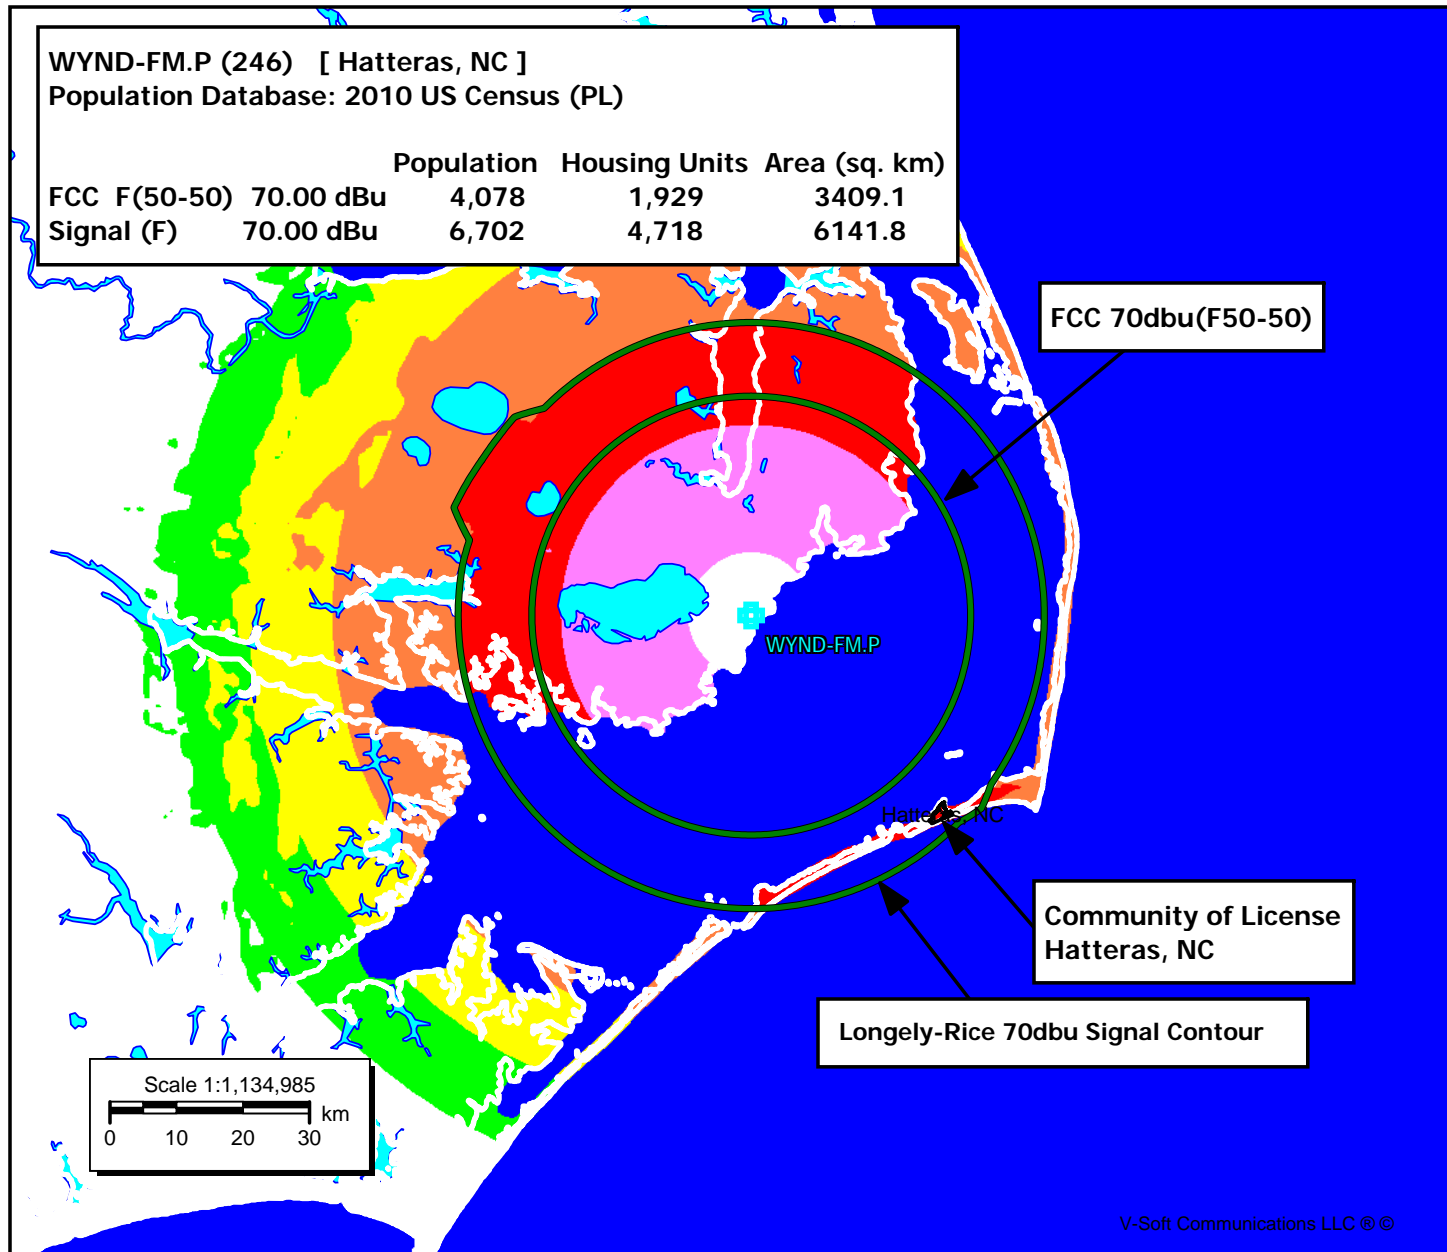 WYND-FM.P (246) [ Hatteras, NC ]
Population Database: 2010 US Census (PL)
Population Housing Units Area (sq. km)
FCC F(50-50) 70.00 dBu 4,078 1,929 3409.1
Signal (F) 70.00 dBu 6,702 4,718 6141.8
FCC 70dbu(F50-50)
WYND-FM.P
Hatteras, NC
Community of License
Hatteras, NC
Longely-Rice 70dbu Signal Contour
Scale 1:1,134,985
km
0 10 20 30
V-Soft Communications LLC ® ©